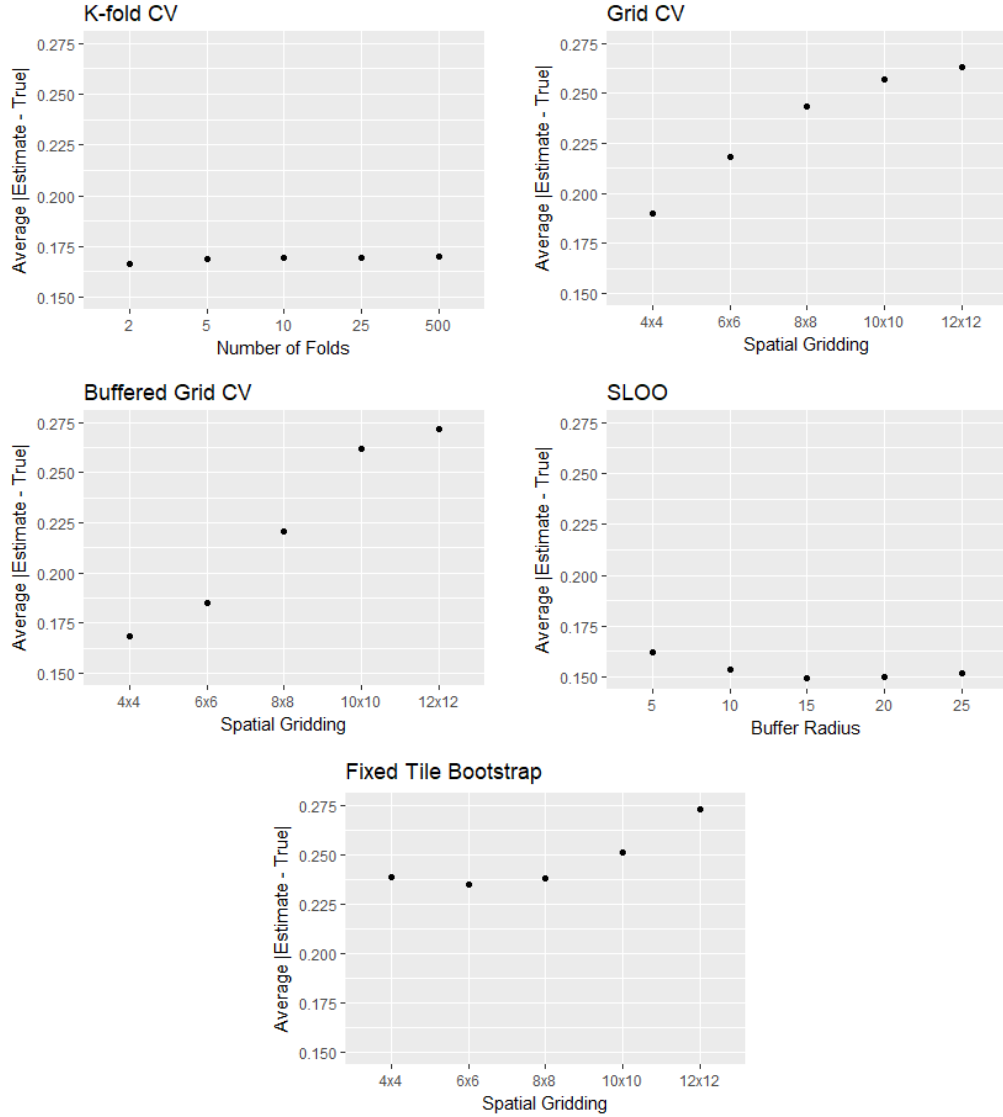 K-fold CV
0.275
0.250
0.225
0.200
0.175
0.150
Average |Estimate - True|
2 5 10 25 500
Number of Folds
Grid CV
0.275
0.250
0.225
0.200
0.175
0.150
Average |Estimate - True|
4x4 6x6 8x8 10x10 12x12
Spatial Gridding
Buffered Grid CV
0.275
0.250
0.225
0.200
0.175
0.150
Average |Estimate - True|
4x4 6x6 8x8 10x10 12x12
Spatial Gridding
SLOO
0.275
0.250
0.225
0.200
0.175
0.150
Average |Estimate - True|
5 10 15 20 25
Buffer Radius
Fixed Tile Bootstrap
0.275
0.250
0.225
0.200
0.175
0.150
Average |Estimate - True|
4x4 6x6 8x8 10x10 12x12
Spatial Gridding